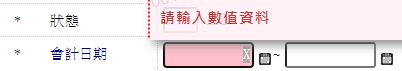 * 狀態
請輸入數值資料
* 會計日期 ~